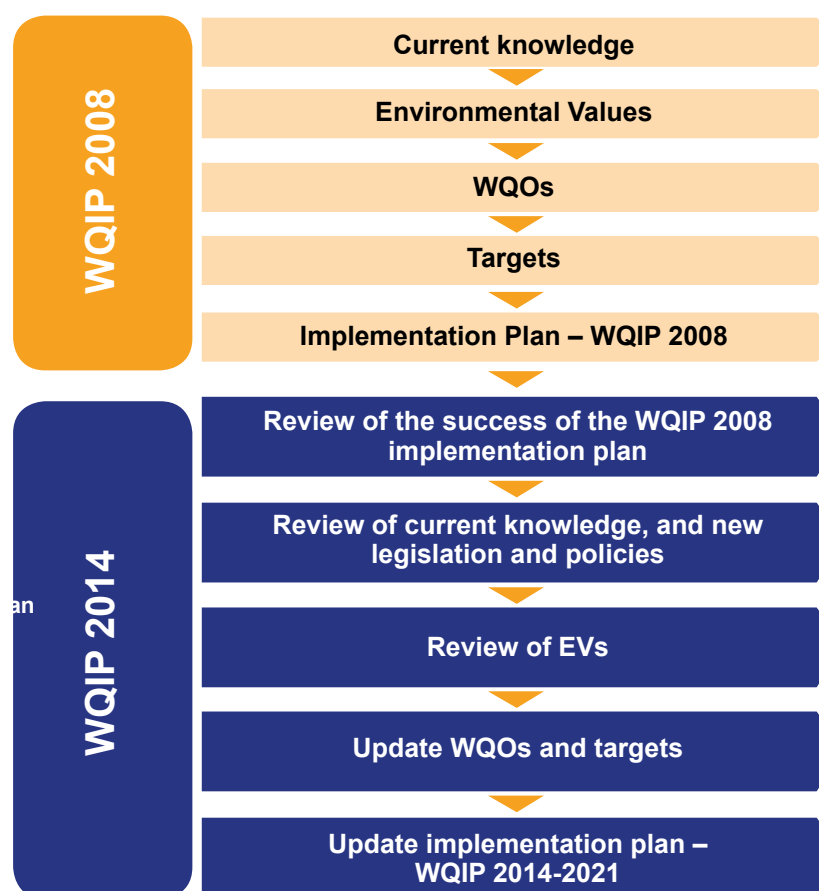 WQIP 2008
Current knowledge
Environmental Values
WQOs
Targets
Implementation Plan – WQIP 2008
WQIP 2014
an
Review of the success of the WQIP 2008
implementation plan
Review of current knowledge, and new
legislation and policies
Review of EVs
Update WQOs and targets
Update implementation plan –
WQIP 2014-2021